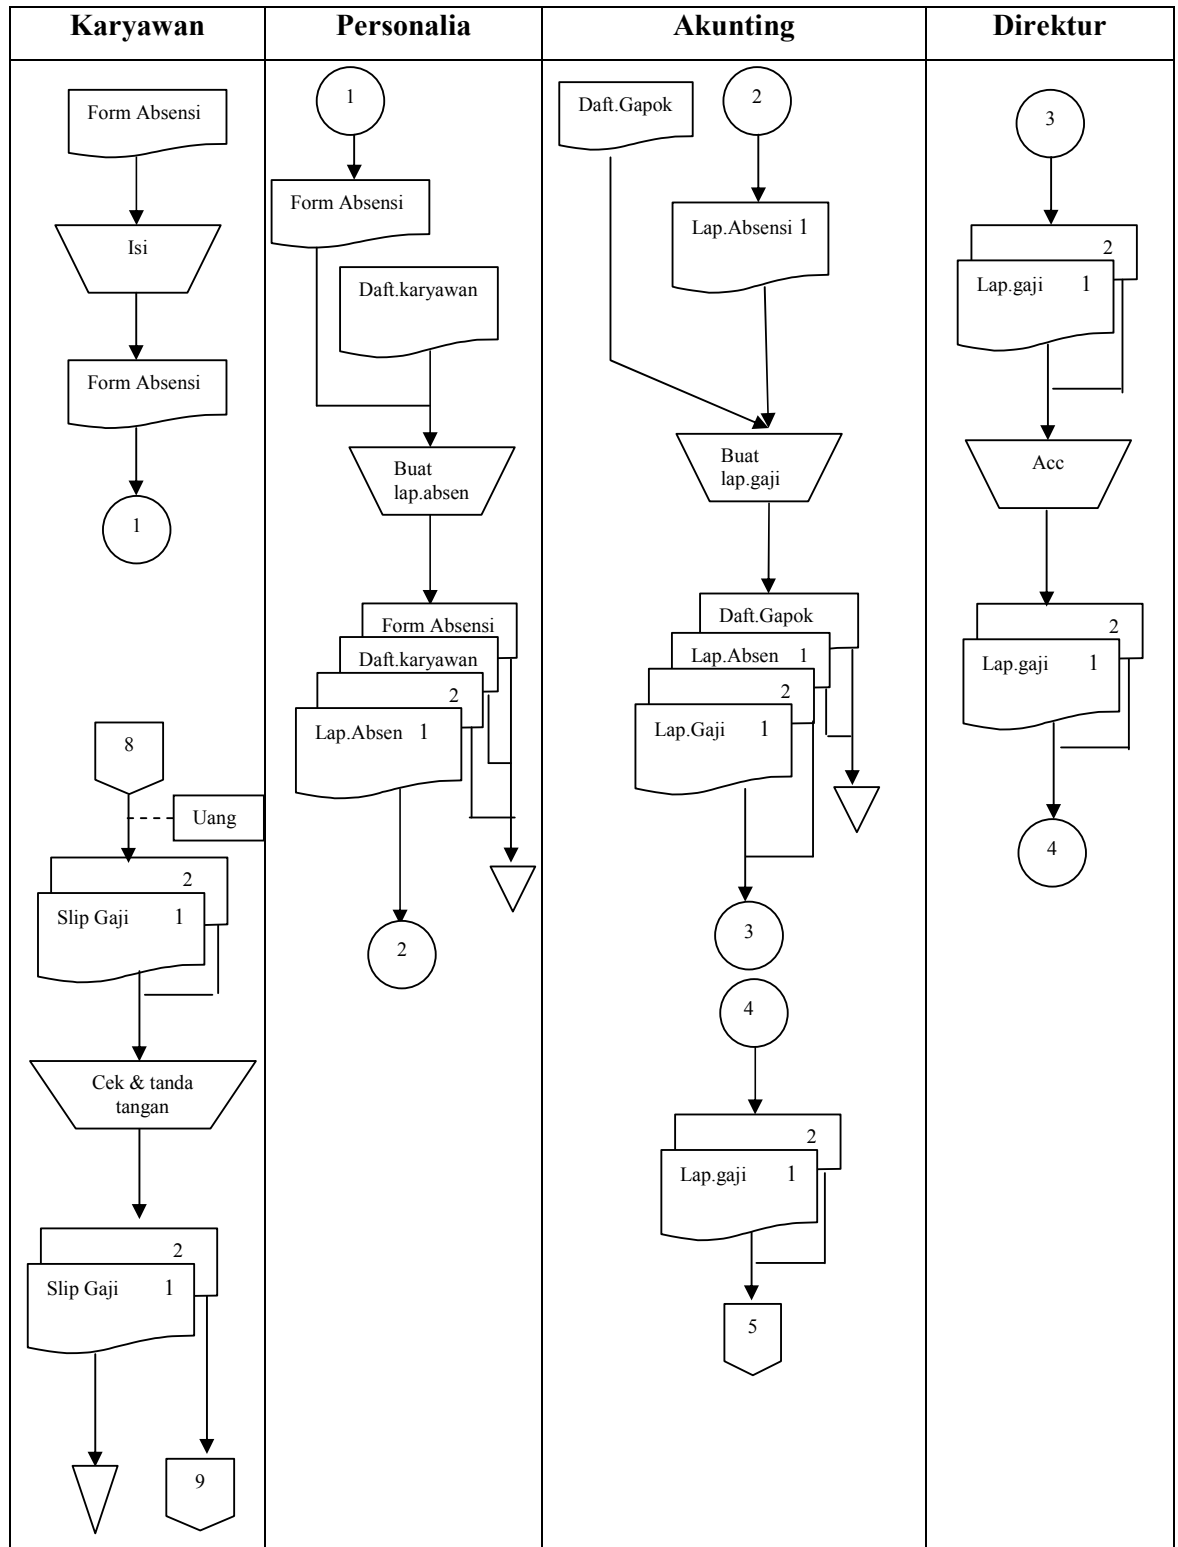 Karyawan
Personalia
Akunting
Direktur
Form Absensi
Isi
Form Absensi
1
8
Uang
2
Slip Gaji 1
Cek & tanda
tangan
2
Slip Gaji 1
9
1
Form Absensi
Daft.karyawan
Buat
lap.absen
Form Absensi
Daft.karyawan
2
Lap.Absen 1
2
Daft.Gapok
2
Lap.Absensi 1
Buat
lap.gaji
Daft.Gapok
Lap.Absen 1
2
Lap.Gaji 1
3
4
2
Lap.gaji 1
5
3
2
Lap.gaji 1
Acc
2
Lap.gaji 1
4